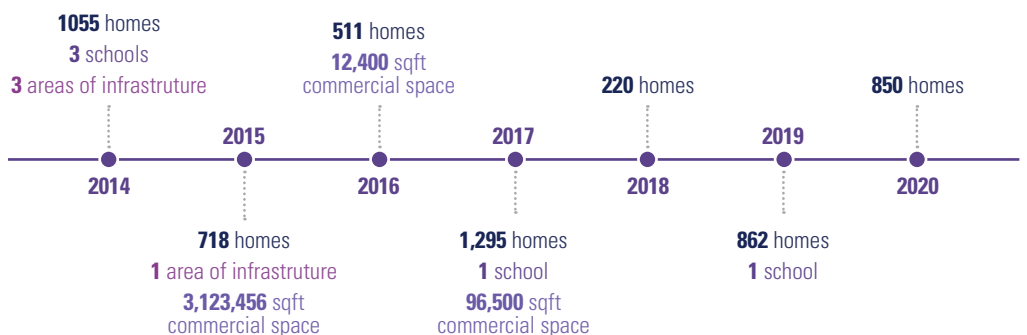 1055 homes
3 schools
3 areas of infrastruture
2014
2015
718 homes
1 area of infrastruture
3,123,456 sqft
commercial space
511 homes
12,400 sqft
commercial space
2016
2017
1,295 homes
1 school
96,500 sqft
commercial space
220 homes
2018
2019
862 homes
1 school
850 homes
2020